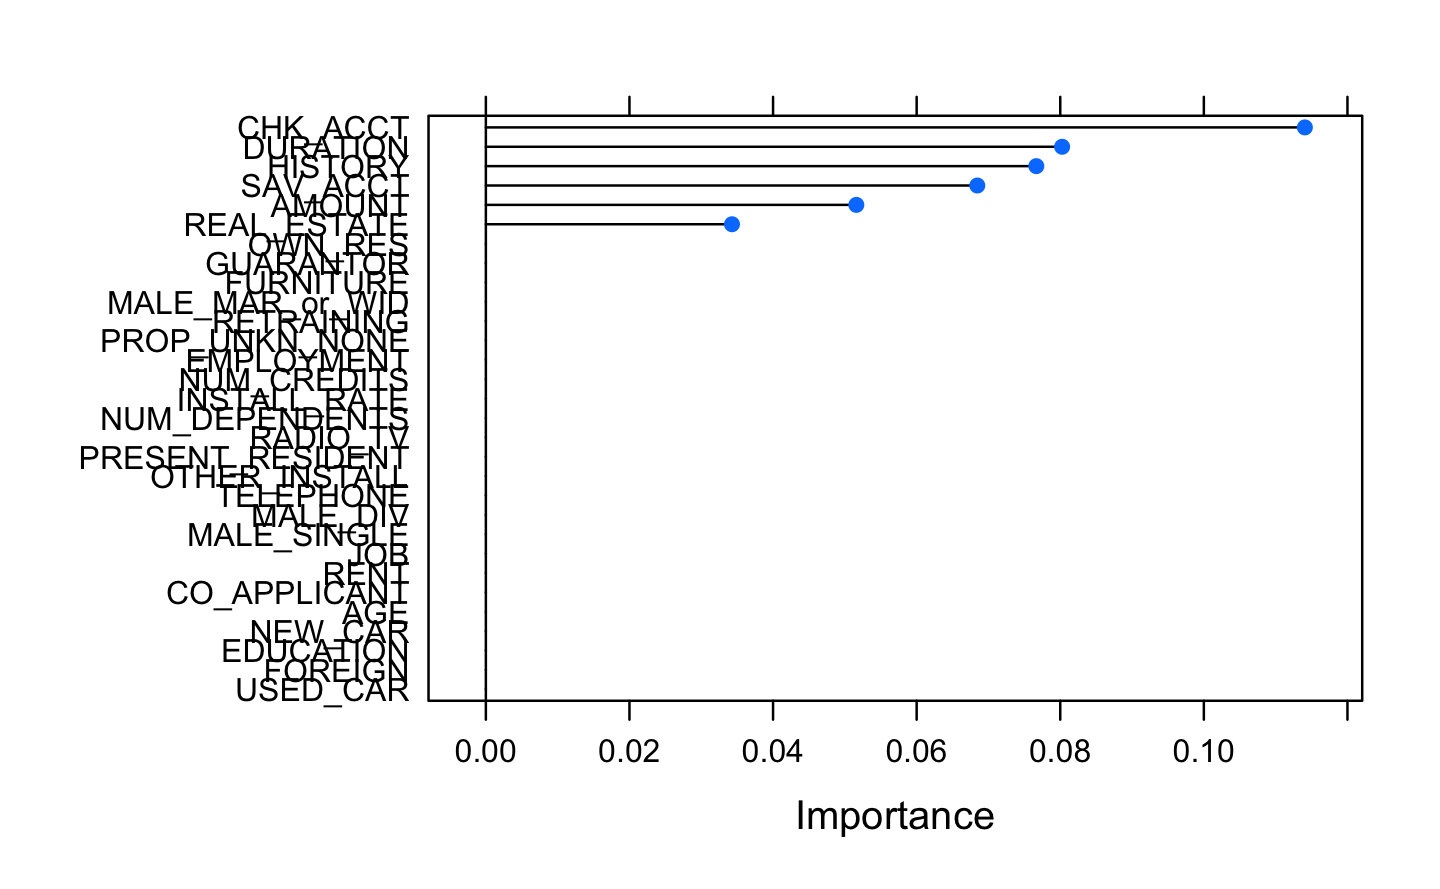 CHK_ACCT
DURATION
HISTORY
SAV_ACCT
AMOUNT
REAL_ESTATE
OWN_RES
GUARANTOR
FURNITURE
MALE_MAR_or_WID
RETRAINING
PROP_UNKN_NONE
EMPLOYMENT
NUM_CREDITS
INSTALL_RATE
NUM_DEPENDENTS
RADIO_TV
PRESENT_RESIDENT
OTHER_INSTALL
TELEPHONE
MALE_DIV
MALE_SINGLE
JOB
RENT
CO_APPLICANT
AGE
NEW_CAR
EDUCATION
FOREIGN
USED_CAR
0.00 0.02 0.04 0.06 0.08 0.10
Importance